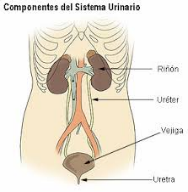 Componentes del Sistema Urinario
Riñón
Uréter
Vejiga
Uretra